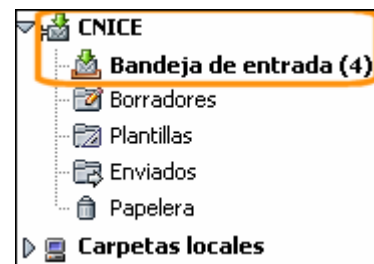 CNICE
Bandeja de entrada (4)
Borradores
Plantillas
Enviados
Papelera
Carpetas locales